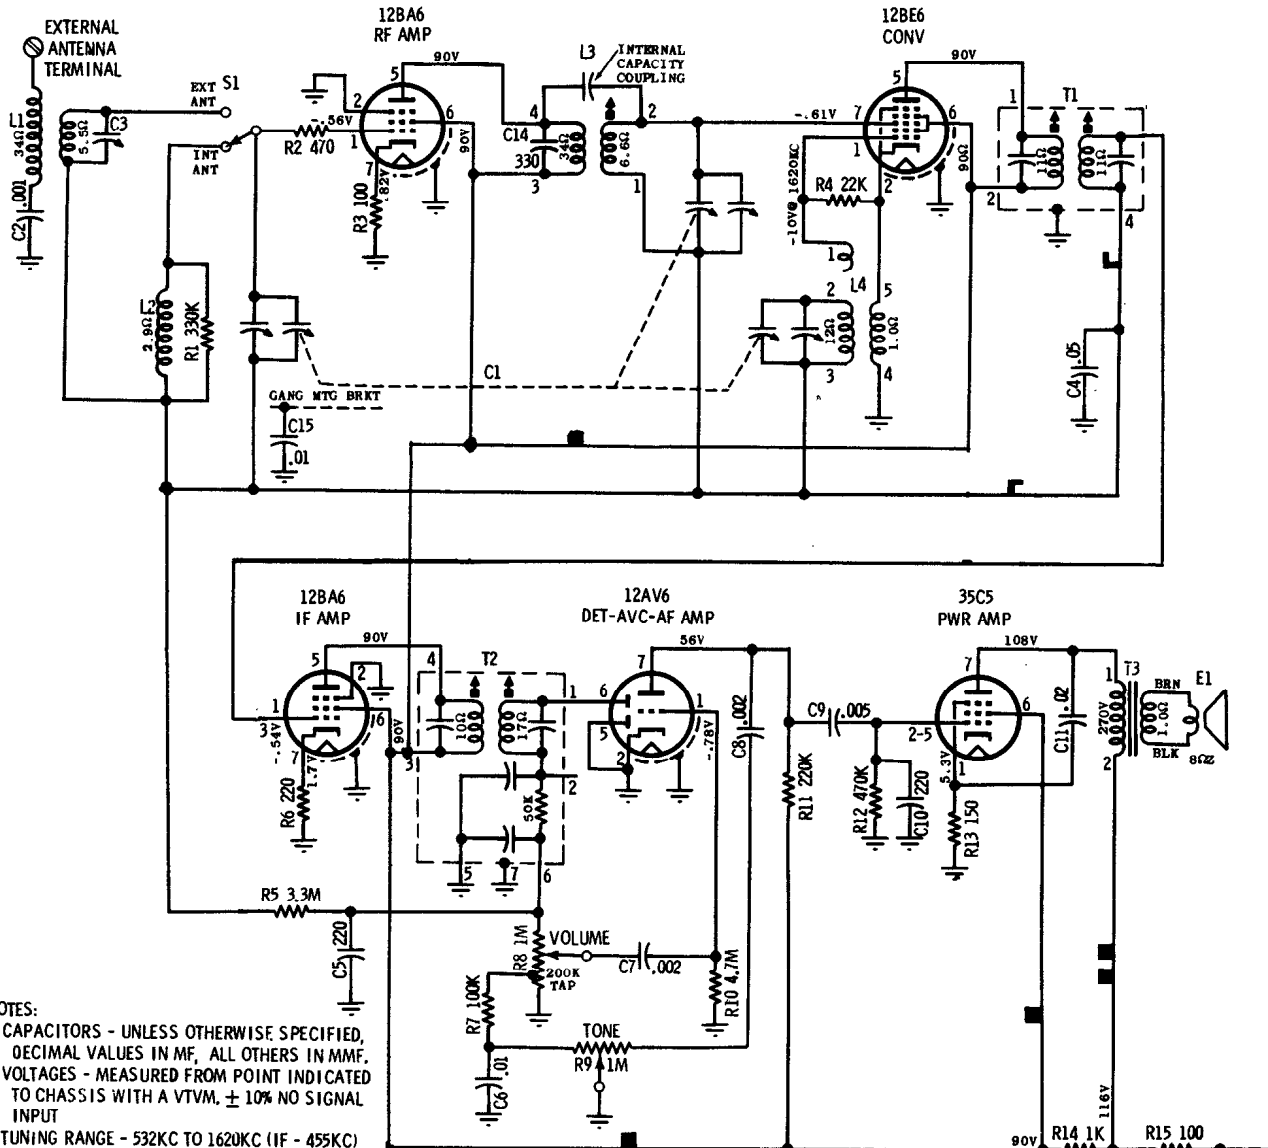 EXTERNAL
ANTENNA
TERMINAL
12BA6
RF AMP
12BE6
CONV
L3
INTERNAL
CAPACITY
COUPLING
90V
90V
EXT
ANT
S1
INT
ANT
L1
34Ω
5.5Ω
C3
C2 .001
5
2
6
1
7
-.56V
R2 470
.82V
R3 100
90V
4
C14
330
3
34Ω
6.6Ω
2
1
-.61V
5
7
6
1
2
-10V@ 1620KC
R4 22K
90Ω
1
T1
11Ω
11Ω
2
4
L2
2.9Ω
R1 330K
1
L4
2
5
12Ω
1.0Ω
3
4
C4 .05
C1
GANG MTG BRKT
C15
.01
12BA6
IF AMP
12AV6
DET-AVC-AF AMP
35C5
PWR AMP
90V
56V
108V
5
2
1
3
6
7
-.54V
1.7V
R6 220
90V
4
T2
1
3
10Ω
17Ω
2
50K
5
7
6
7
6
1
5
2
-.78V
C8 .002
C9 .005
R11 220K
R12 470K
C10 220
7
2-5
6
1
5.3V
R13 150
C11 .02
1
T3
270V
1.0Ω
2
BRN
BLK
E1
8ΩZ
R5 3.3M
C5 220
R8 1M
VOLUME
200K
TAP
C7 .002
R10 4.7M
R7 100K
TONE
R9 1M
C6 .01
116V
90V
R14 1K
R15 100
OTES:
CAPACITORS - UNLESS OTHERWISE SPECIFIED,
DECIMAL VALUES IN MF, ALL OTHERS IN MMF.
VOLTAGES - MEASURED FROM POINT INDICATED
TO CHASSIS WITH A VTVM. ± 10% NO SIGNAL
INPUT
TUNING RANGE - 532KC TO 1620KC (IF - 455KC)